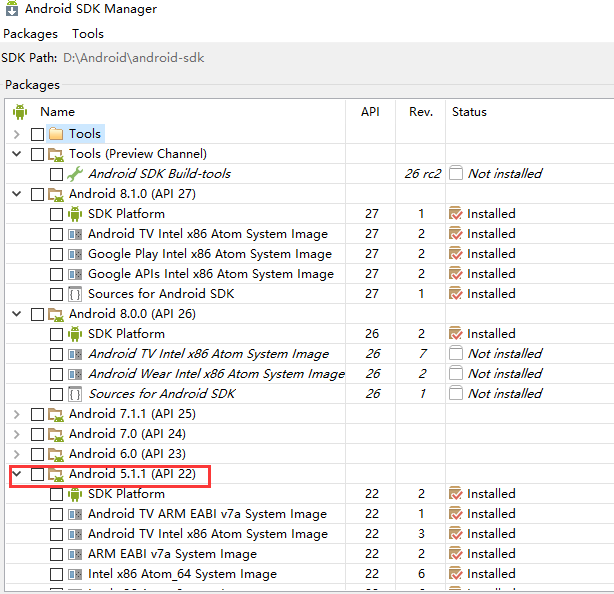 Android SDK Manager
Packages Tools
SDK Path: D:\Android\android-sdk
Packages
Name API Rev. Status
Tools
Tools (Preview Channel)
Android SDK Build-tools 26 rc2 Not installed
Android 8.1.0 (API 27)
SDK Platform 27 1 Installed
Android TV Intel x86 Atom System Image 27 2 Installed
Google Play Intel x86 Atom System Image 27 2 Installed
Google APIs Intel x86 Atom System Image 27 2 Installed
Sources for Android SDK 27 1 Installed
Android 8.0.0 (API 26)
SDK Platform 26 2 Installed
Android TV Intel x86 Atom System Image 26 7 Not installed
Android Wear Intel x86 Atom System Image 26 2 Not installed
Sources for Android SDK 26 1 Not installed
Android 7.1.1 (API 25)
Android 7.0 (API 24)
Android 6.0 (API 23)
Android 5.1.1 (API 22)
SDK Platform 22 2 Installed
Android TV ARM EABI v7a System Image 22 1 Installed
Android TV Intel x86 Atom System Image 22 3 Installed
ARM EABI v7a System Image 22 2 Installed
Intel x86 Atom_64 System Image 22 6 Installed